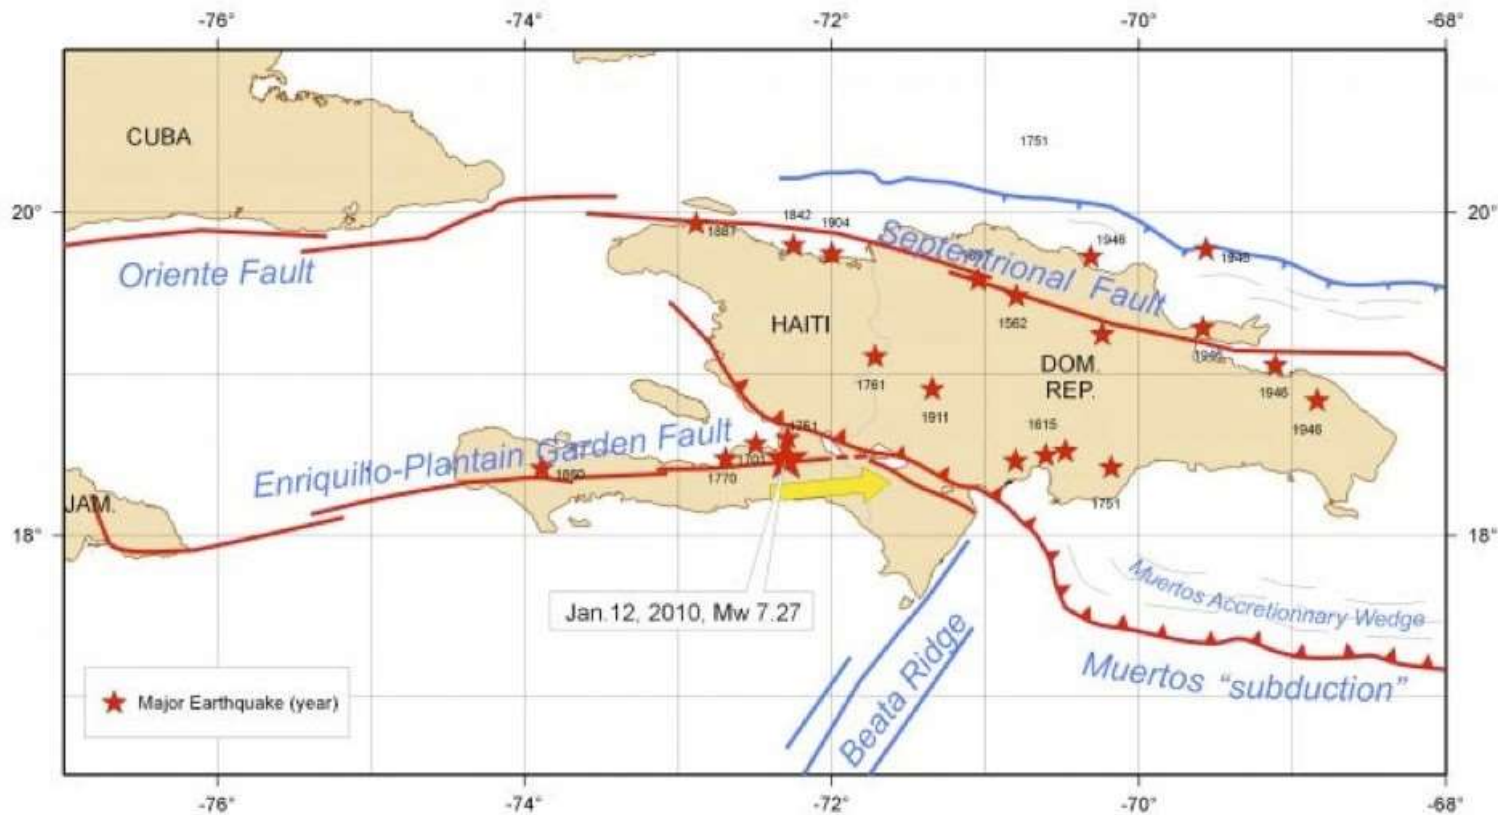 -76°
-74°
-72°
-70°
-68°
1751
CUBA
20°
20°
1842
1904
1887
1946
1946
Oriente Fault
Septentrional Fault
HAITI
1562
1946
DOM.
REP.
1761
1911
1946
1615
1946
1751
Enriquillo-Plantain Garden Fault
1701
1860
1770
1751
JAM.
18°
18°
Muertos Accretionnary Wedge
Jan.12, 2010, Mw 7.27
Beata Ridge
Muertos "subduction"
Major Earthquake (year)
-76°
-74°
-72°
-70°
-68°